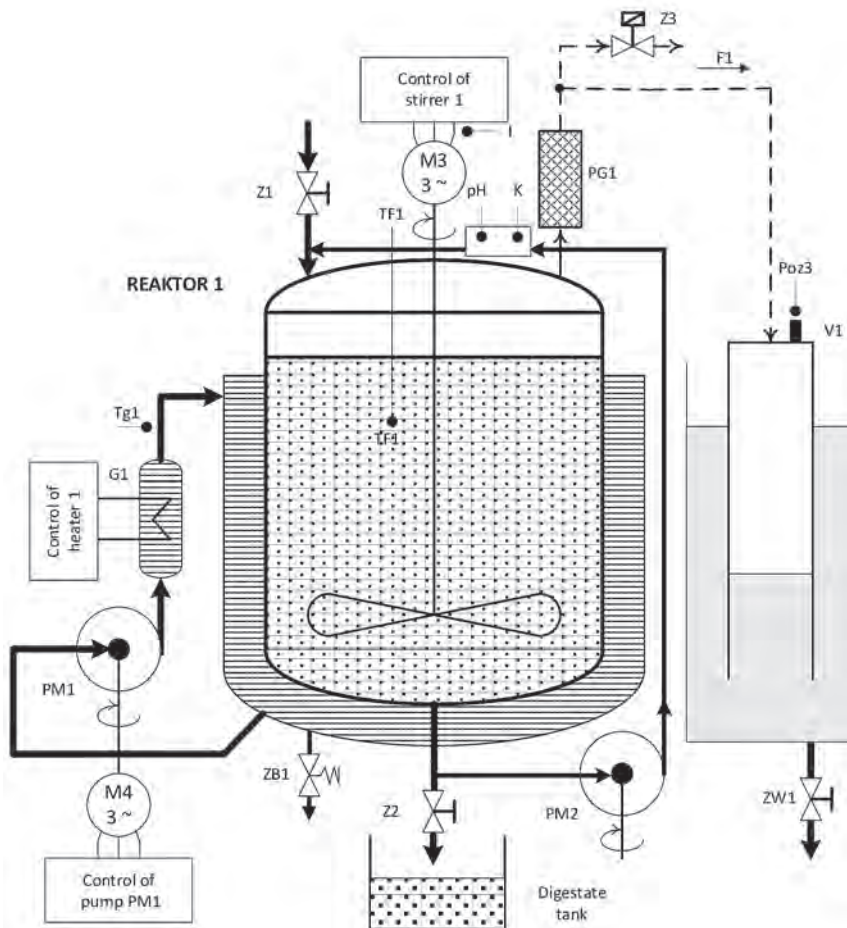 Z3
F1
Control of
stirrer 1
I
M3
3 ~
PG1
Z1
TF1
pH
K
REAKTOR 1
Poz3
V1
Tg1
TF1
G1
Control of
heater 1
PM1
M4
3 ~
ZB1
Z2
PM2
ZW1
Control of
pump PM1
Digestate
tank